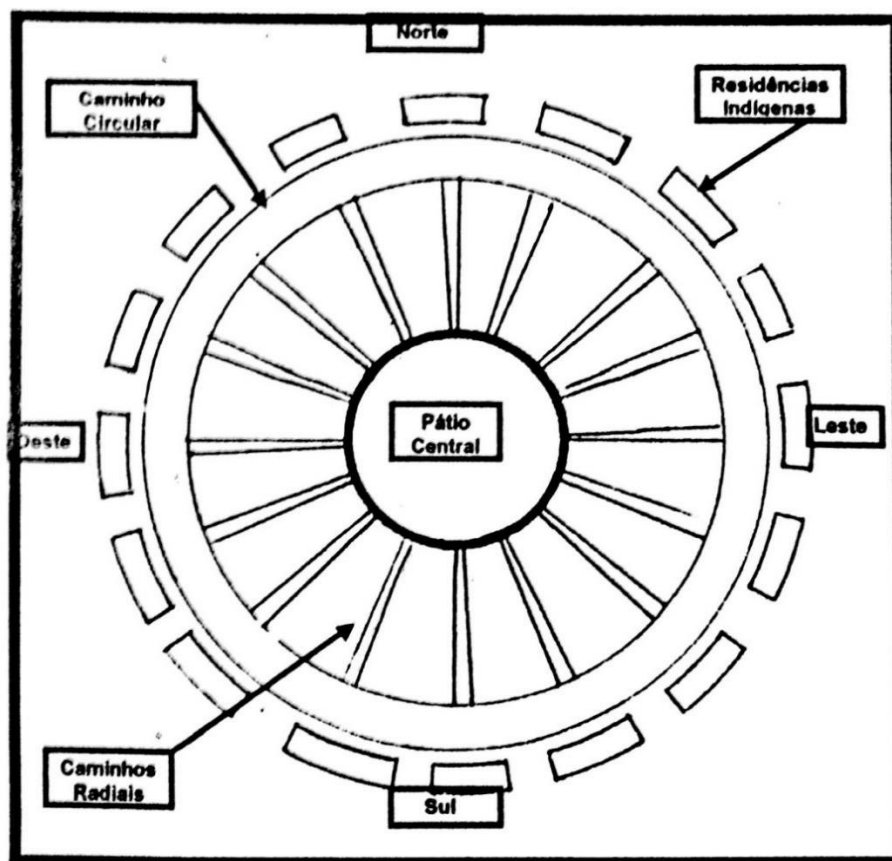 Norte
Caminho
Circular
Residências
Indígenas
Pátio
Central
Oeste
Leste
Caminhos
Radiais
Sul